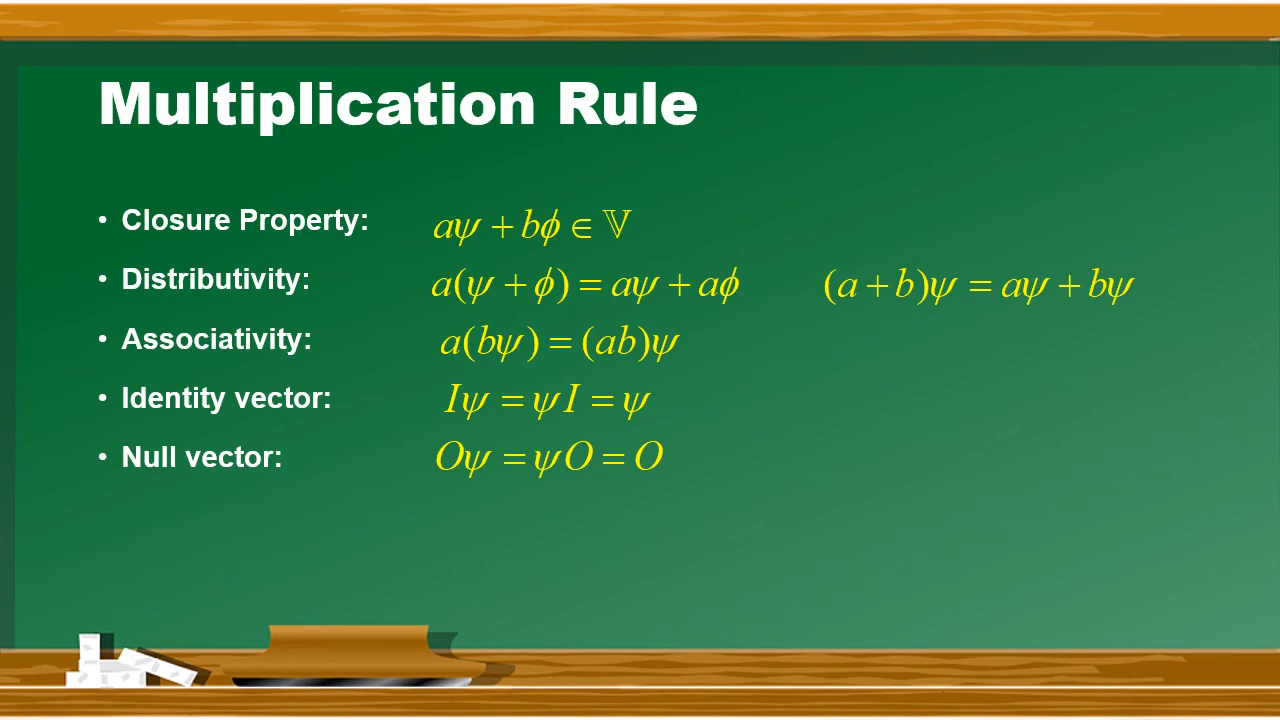 Multiplication Rule
• Closure Property: aψ + bϕ ∈ 𝕍
• Distributivity: a(ψ + ϕ) = aψ + aϕ (a + b)ψ = aψ + bψ
• Associativity: a(bψ) = (ab)ψ
• Identity vector: Iψ = ψI = ψ
• Null vector: Oψ = ψO = O